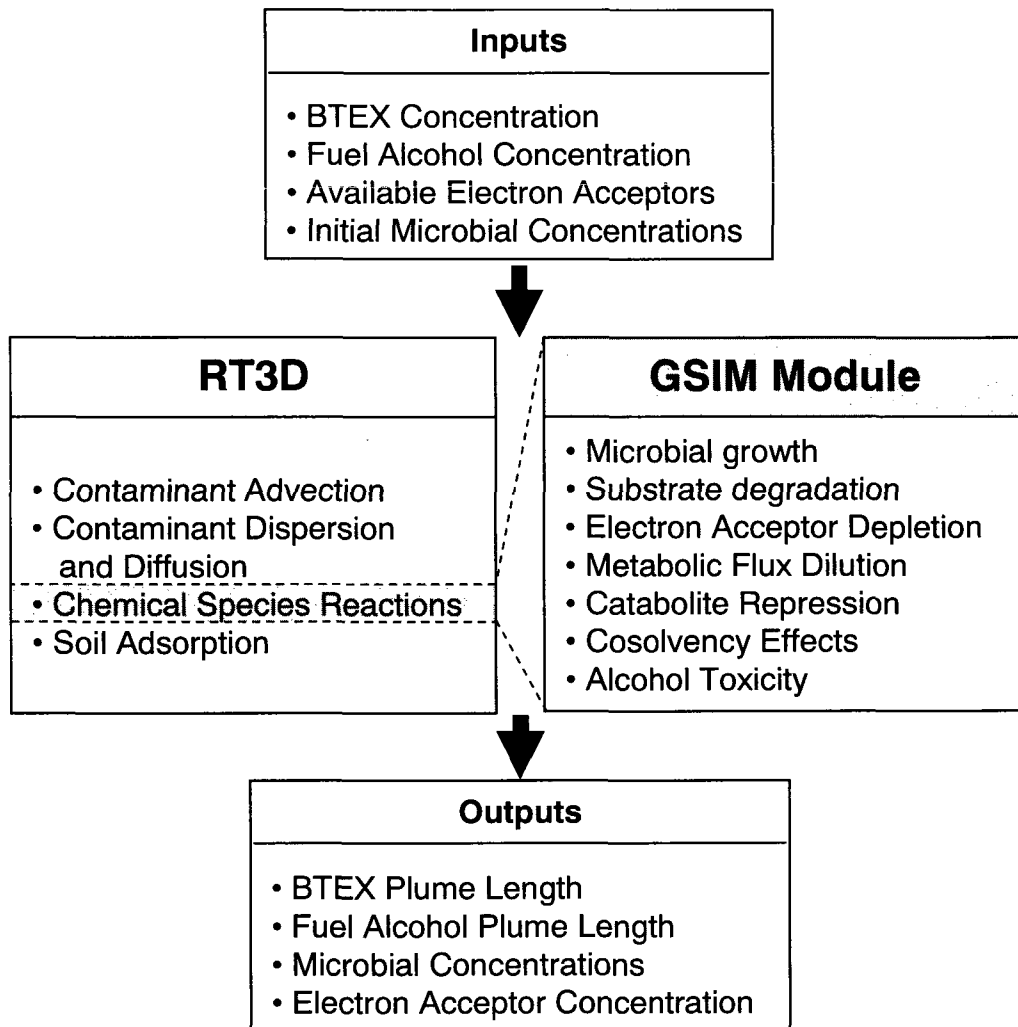 Inputs
• BTEX Concentration
• Fuel Alcohol Concentration
• Available Electron Acceptors
• Initial Microbial Concentrations
RT3D
• Contaminant Advection
• Contaminant Dispersion
and Diffusion
• Chemical Species Reactions
• Soil Adsorption
GSIM Module
• Microbial growth
• Substrate degradation
• Electron Acceptor Depletion
• Metabolic Flux Dilution
• Catabolite Repression
• Cosolvency Effects
• Alcohol Toxicity
Outputs
• BTEX Plume Length
• Fuel Alcohol Plume Length
• Microbial Concentrations
• Electron Acceptor Concentration